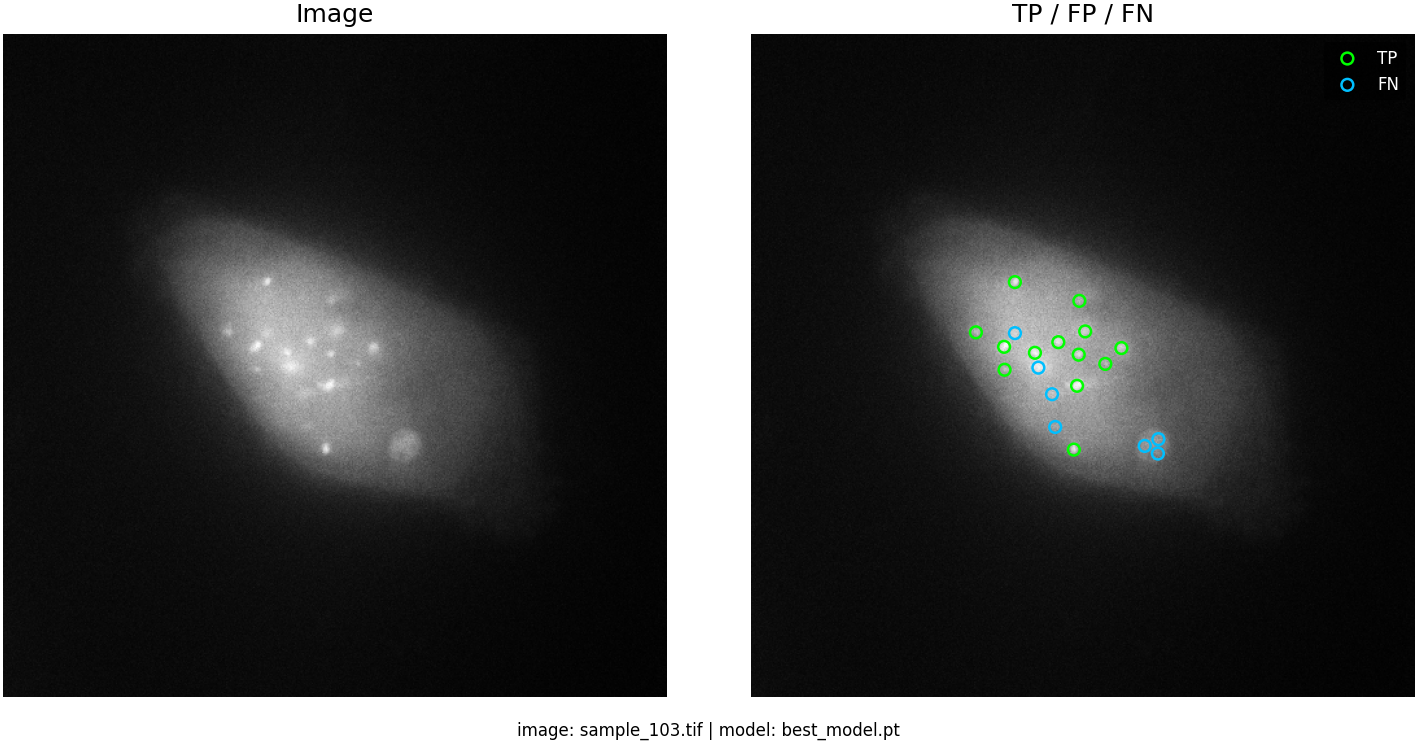 Image
TP / FP / FN
TP
FN
image: sample_103.tif | model: best_model.pt